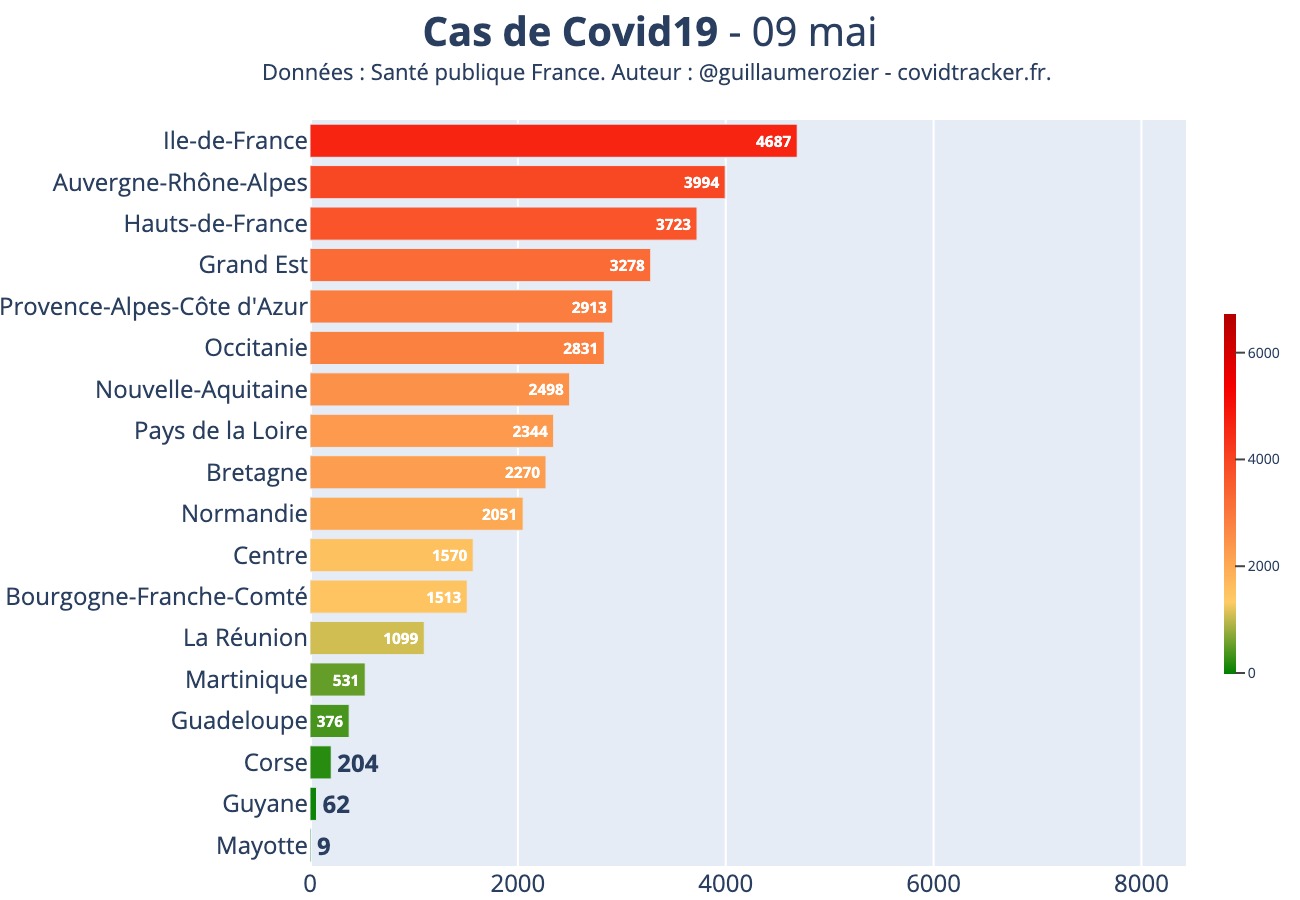 Cas de Covid19 - 09 mai
Données : Santé publique France. Auteur : @guillaumerozier - covidtracker.fr.
Ile-de-France 4687
Auvergne-Rhône-Alpes 3994
Hauts-de-France 3723
Grand Est 3278
Provence-Alpes-Côte d'Azur 2913
Occitanie 2831
Nouvelle-Aquitaine 2498
Pays de la Loire 2344
Bretagne 2270
Normandie 2051
Centre 1570
Bourgogne-Franche-Comté 1513
La Réunion 1099
Martinique 531
Guadeloupe 376
Corse 204
Guyane 62
Mayotte 9
0 2000 4000 6000 8000
6000
4000
2000
0